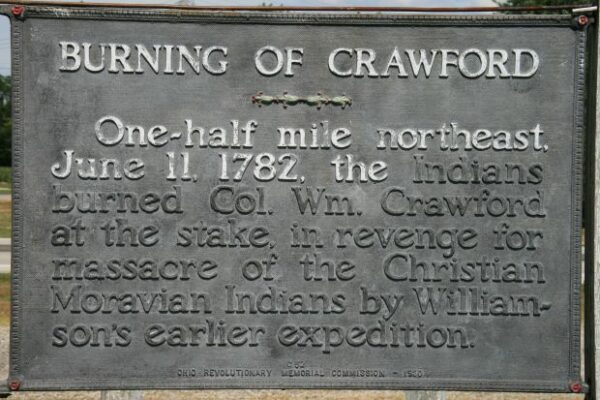 BURNING OF CRAWFORD
One-half mile northeast,
June 11, 1782, the Indians
burned Col. Wm. Crawford
at the stake, in revenge for
massacre of the Christian
Moravian Indians by William-
son's earlier expedition.
OHIO REVOLUTIONARY MEMORIAL COMMISSION - 1930